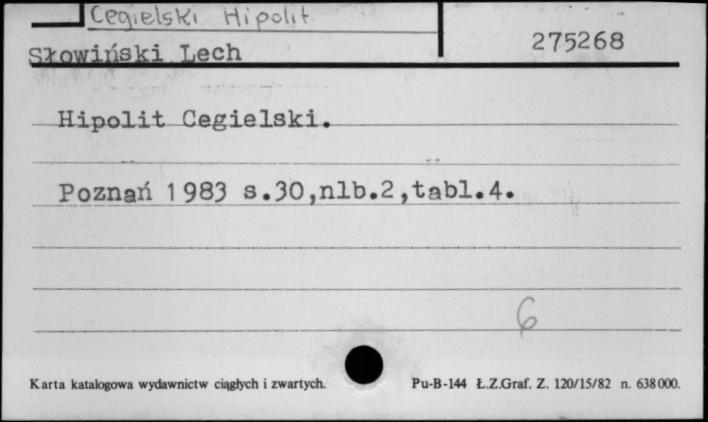 Cegielski Hipolit
275268
Słowiński Lech
Hipolit Cegielski.
Poznań 1983 s.30,nlb.2,tabl.4.
6
Karta katalogowa wydawnictw ciągłych i zwartych.
Pu-B-144 Ł.Z.Graf. Z. 120/15/82 n. 638000.